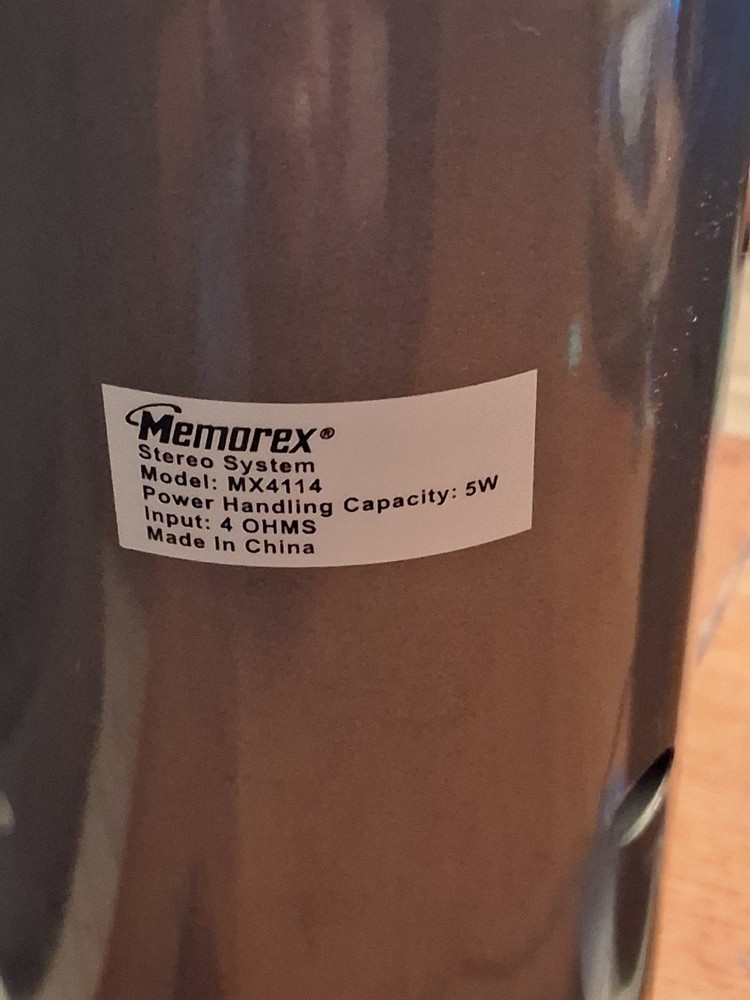 Memorex®
Stereo System
Model: MX4114
Power Handling Capacity: 5W
Input: 4 OHMS
Made In China